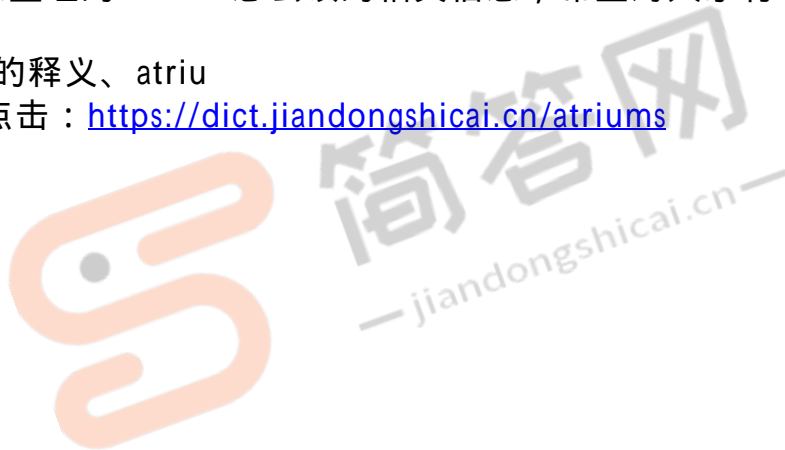 的释义、atriu
点击：https://dict.jiandongshicai.cn/atriums
简答网
jiandongshicai.cn